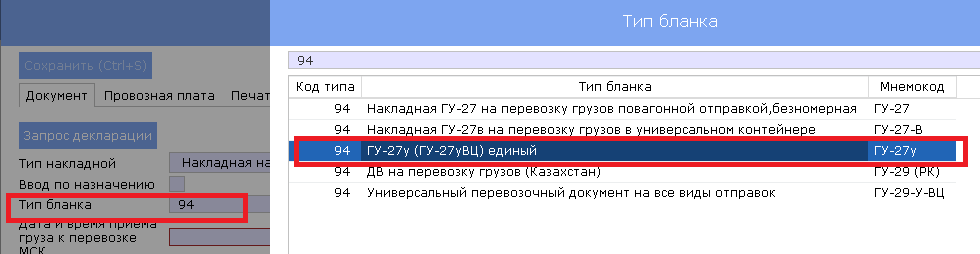 Тип бланка
Сохранить (Ctrl+S)
Документ Провозная плата Печат
Запрос декларации
Тип накладной Накладная на
Ввод по назначению
Тип бланка 94
Дата и время приема
груза к перевозке
МСК
94
Код типа Тип бланка Мнемокод
94 Накладная ГУ-27 на перевозку грузов повагонной отправкой,безномерная ГУ-27
94 Накладная ГУ-27в на перевозку грузов в универсальном контейнере ГУ-27-В
94 ГУ-27у (ГУ-27уВЦ) единый ГУ-27у
94 ДВ на перевозку грузов (Казахстан) ГУ-29 (РК)
94 Универсальный перевозочный документ на все виды отправок ГУ-29-У-ВЦ